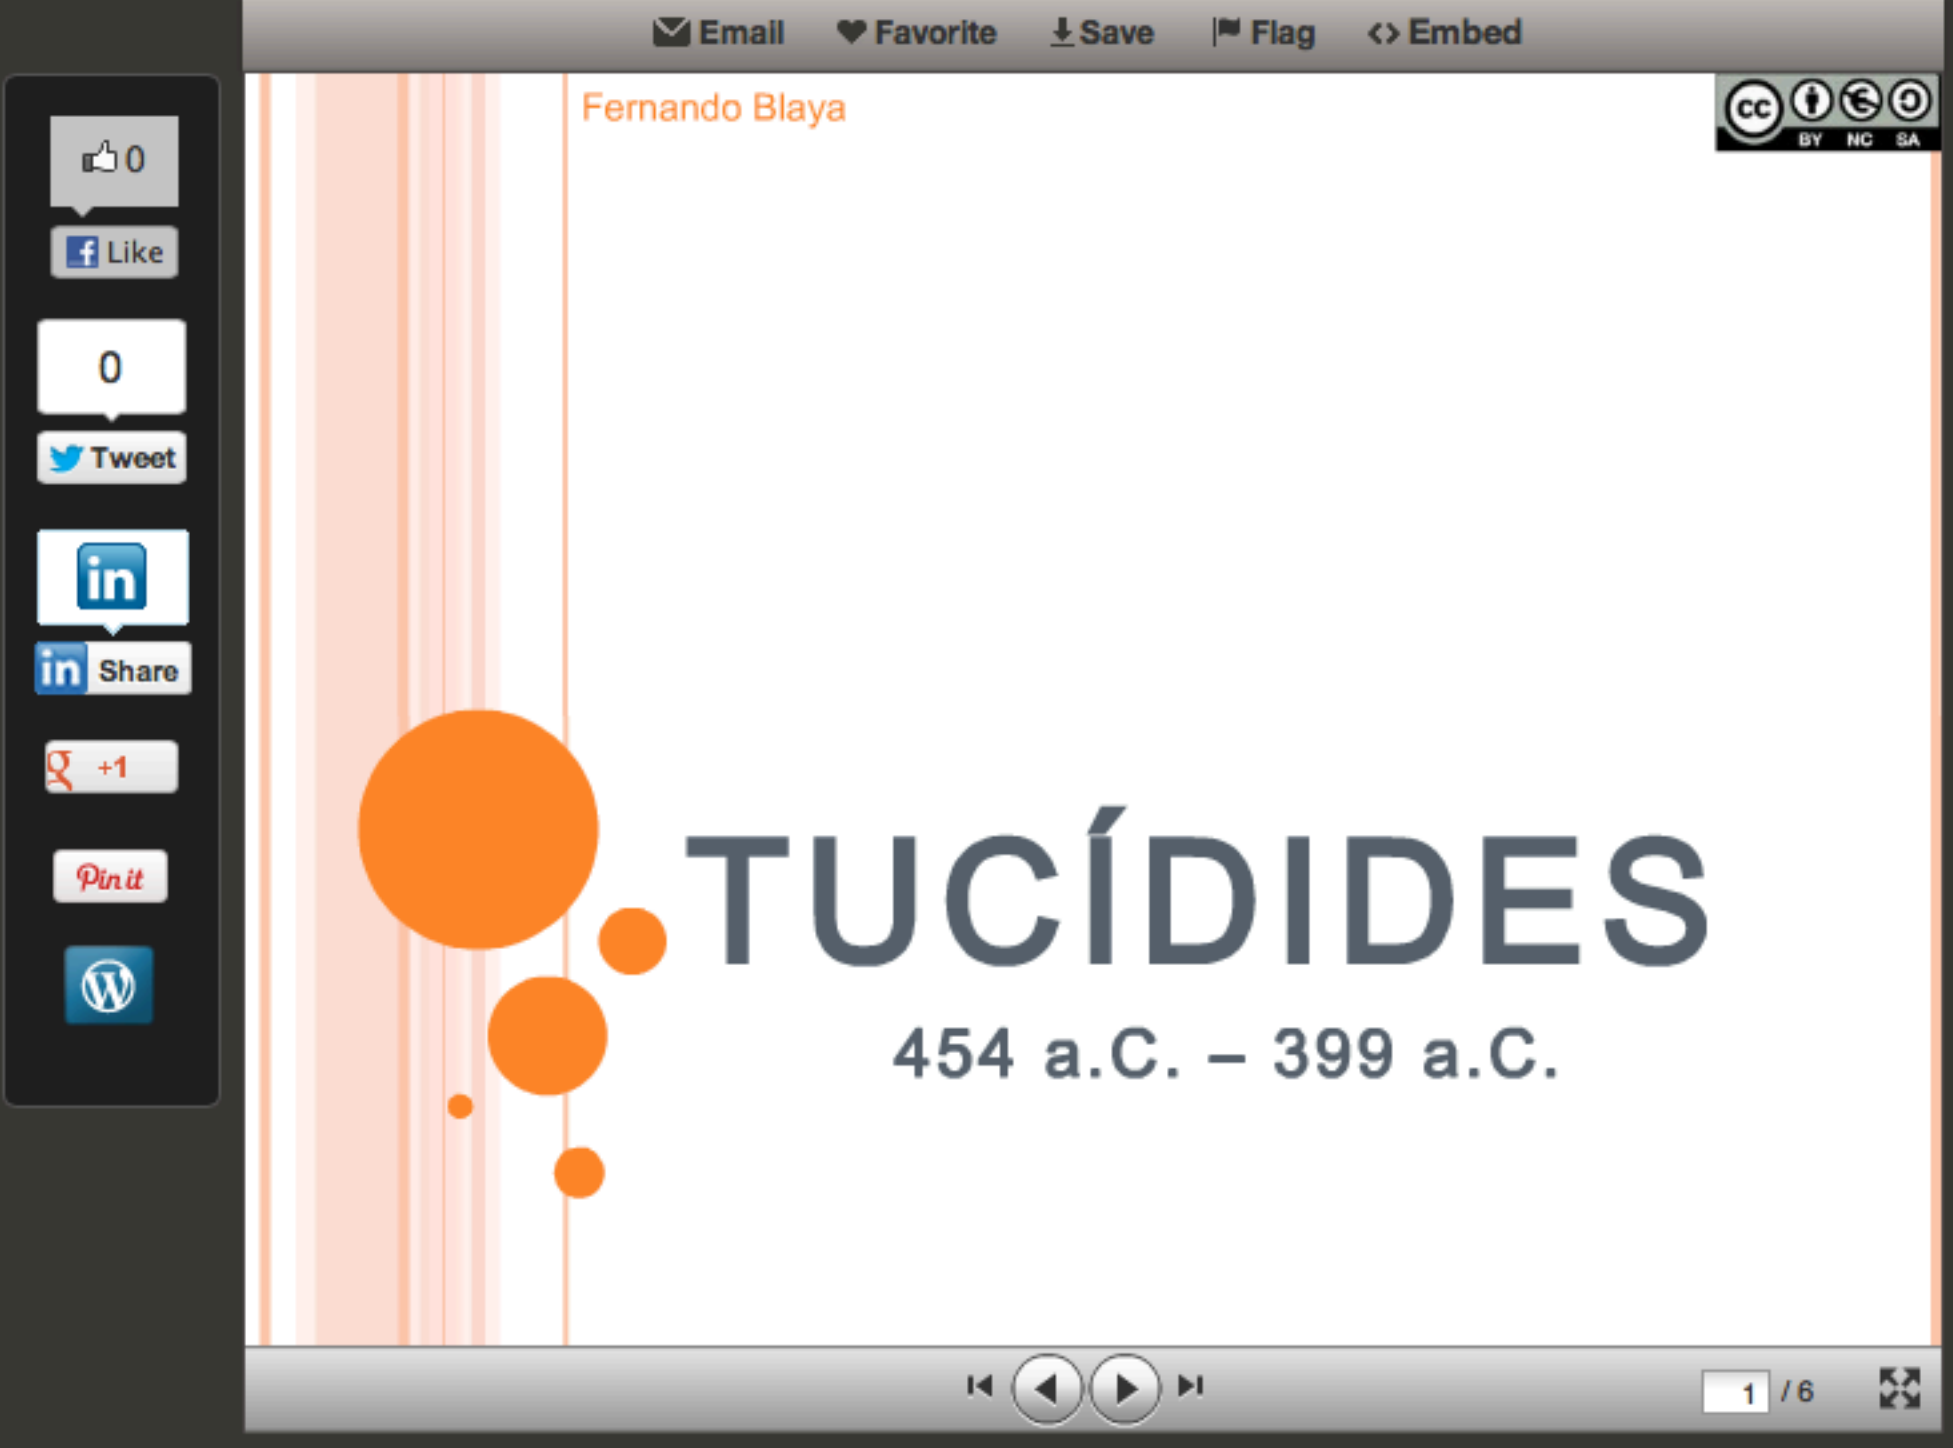 Email Favorite Save Flag Embed
0
Like
0
Tweet
in
in Share
g +1
Pin it
W
Fernando Blaya
cc
BY NC SA
TUCÍDIDES
454 a.C. – 399 a.C.
1 / 6